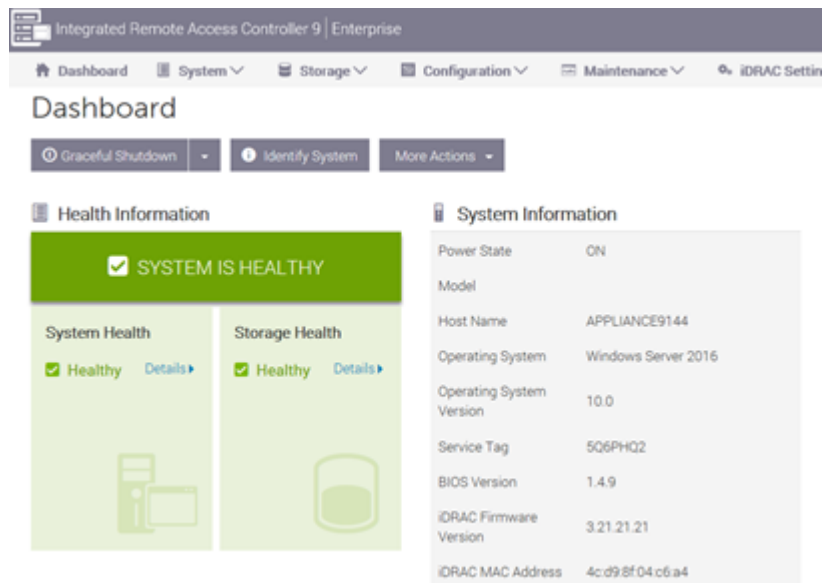 Integrated Remote Access Controller 9 | Enterprise
Dashboard System Storage Configuration Maintenance iDRAC Settin
Dashboard
Graceful Shutdown Identify System More Actions
Health Information
SYSTEM IS HEALTHY
System Health
Healthy Details
Storage Health
Healthy Details
System Information
Power State ON
Model
Host Name APPLIANCE9144
Operating System Windows Server 2016
Operating System
Version 10.0
Service Tag 5Q6PHQ2
BIOS Version 1.4.9
iDRAC Firmware
Version 3.21.21.21
iDRAC MAC Address 4c:d9:8f:04:c6:a4